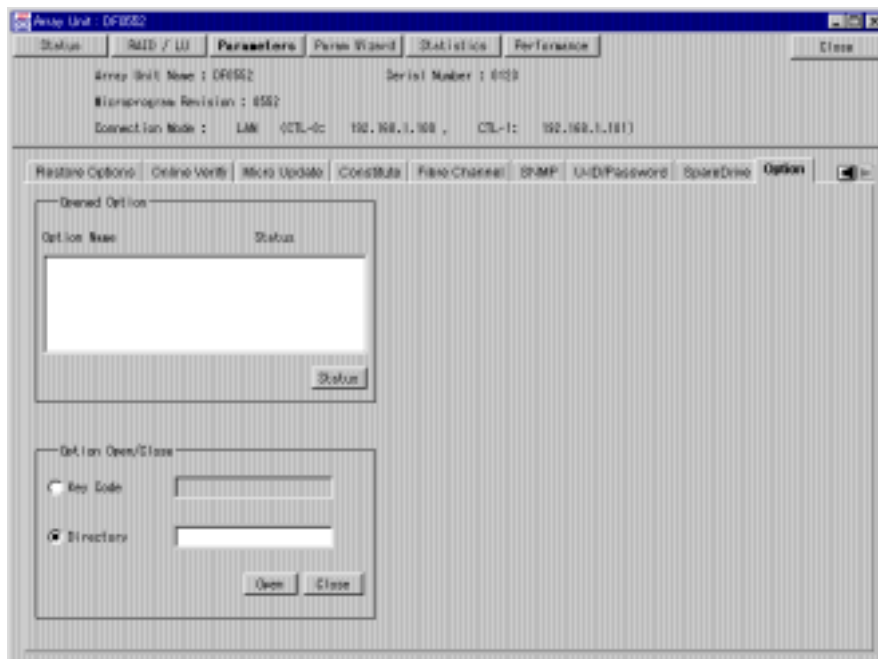 Array Unit : DF0552
Status RAID / LU Parameters Param Wizard Statistics Performance Close
Array Unit Name : DF0552 Serial Number : 0120
Microprogram Revision : 0552
Connection Mode : LAN (CTL-0: 192.168.1.100 , CTL-1: 192.168.1.101)
Restore Options Online Verify Micro Update Constitute Fibre Channel SNMP U-ID/Password SpareDrive Option
Opened Option
Option Name Status
Status
Option Open/Close
Key Code
Directory
Open Close